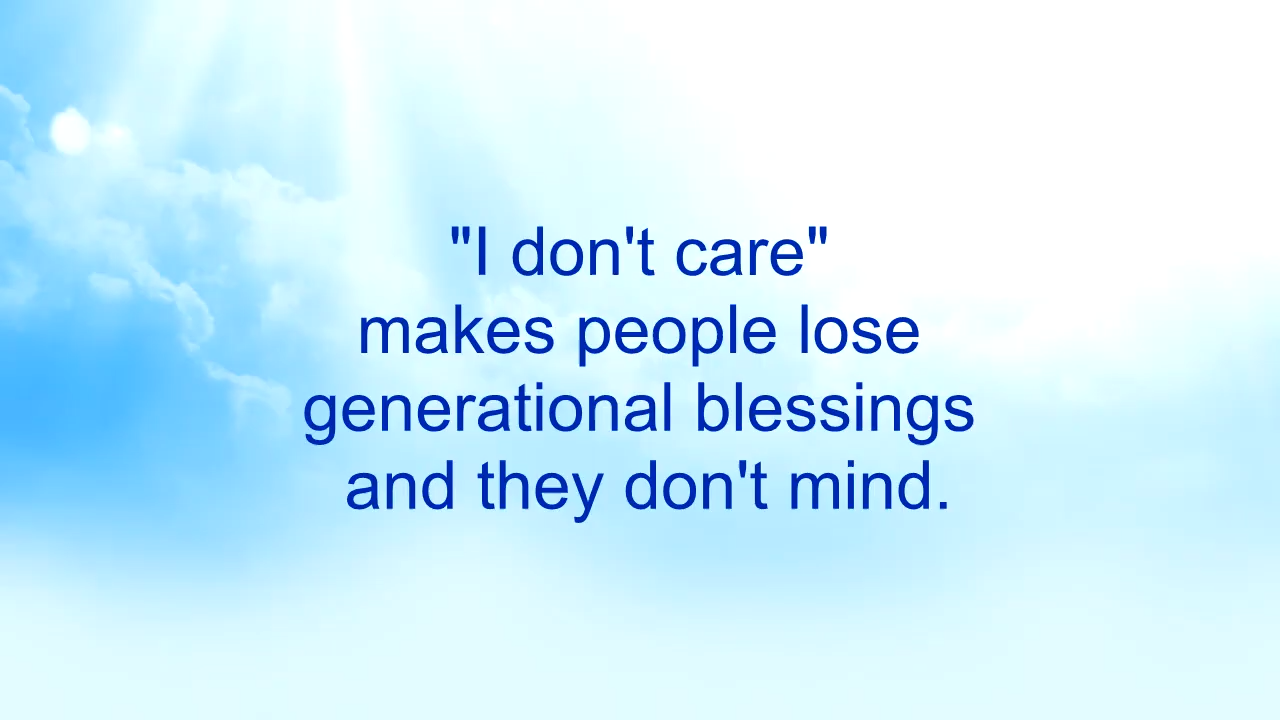 "I don't care"
makes people lose
generational blessings
and they don't mind.